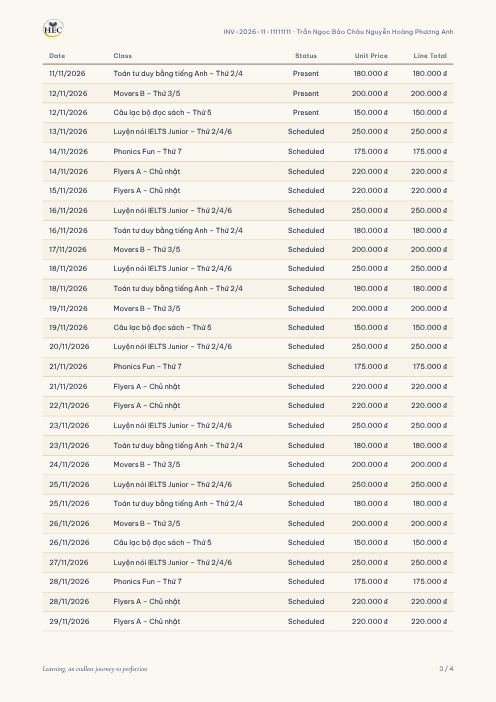 HEC
INV-2026-11-11111111 · Trần Ngọc Bảo Châu Nguyễn Hoàng Phương Anh
Date Class Status Unit Price Line Total
11/11/2026 Toán tư duy bằng tiếng Anh – Thứ 2/4 Present 180.000 ₫ 180.000 ₫
12/11/2026 Movers B – Thứ 3/5 Present 200.000 ₫ 200.000 ₫
12/11/2026 Câu lạc bộ đọc sách – Thứ 5 Present 150.000 ₫ 150.000 ₫
13/11/2026 Luyện nói IELTS Junior – Thứ 2/4/6 Scheduled 250.000 ₫ 250.000 ₫
14/11/2026 Phonics Fun – Thứ 7 Scheduled 175.000 ₫ 175.000 ₫
14/11/2026 Flyers A – Chủ nhật Scheduled 220.000 ₫ 220.000 ₫
15/11/2026 Flyers A – Chủ nhật Scheduled 220.000 ₫ 220.000 ₫
16/11/2026 Luyện nói IELTS Junior – Thứ 2/4/6 Scheduled 250.000 ₫ 250.000 ₫
16/11/2026 Toán tư duy bằng tiếng Anh – Thứ 2/4 Scheduled 180.000 ₫ 180.000 ₫
17/11/2026 Movers B – Thứ 3/5 Scheduled 200.000 ₫ 200.000 ₫
18/11/2026 Luyện nói IELTS Junior – Thứ 2/4/6 Scheduled 250.000 ₫ 250.000 ₫
18/11/2026 Toán tư duy bằng tiếng Anh – Thứ 2/4 Scheduled 180.000 ₫ 180.000 ₫
19/11/2026 Movers B – Thứ 3/5 Scheduled 200.000 ₫ 200.000 ₫
19/11/2026 Câu lạc bộ đọc sách – Thứ 5 Scheduled 150.000 ₫ 150.000 ₫
20/11/2026 Luyện nói IELTS Junior – Thứ 2/4/6 Scheduled 250.000 ₫ 250.000 ₫
21/11/2026 Phonics Fun – Thứ 7 Scheduled 175.000 ₫ 175.000 ₫
21/11/2026 Flyers A – Chủ nhật Scheduled 220.000 ₫ 220.000 ₫
22/11/2026 Flyers A – Chủ nhật Scheduled 220.000 ₫ 220.000 ₫
23/11/2026 Luyện nói IELTS Junior – Thứ 2/4/6 Scheduled 250.000 ₫ 250.000 ₫
23/11/2026 Toán tư duy bằng tiếng Anh – Thứ 2/4 Scheduled 180.000 ₫ 180.000 ₫
24/11/2026 Movers B – Thứ 3/5 Scheduled 200.000 ₫ 200.000 ₫
25/11/2026 Luyện nói IELTS Junior – Thứ 2/4/6 Scheduled 250.000 ₫ 250.000 ₫
25/11/2026 Toán tư duy bằng tiếng Anh – Thứ 2/4 Scheduled 180.000 ₫ 180.000 ₫
26/11/2026 Movers B – Thứ 3/5 Scheduled 200.000 ₫ 200.000 ₫
26/11/2026 Câu lạc bộ đọc sách – Thứ 5 Scheduled 150.000 ₫ 150.000 ₫
27/11/2026 Luyện nói IELTS Junior – Thứ 2/4/6 Scheduled 250.000 ₫ 250.000 ₫
28/11/2026 Phonics Fun – Thứ 7 Scheduled 175.000 ₫ 175.000 ₫
28/11/2026 Flyers A – Chủ nhật Scheduled 220.000 ₫ 220.000 ₫
29/11/2026 Flyers A – Chủ nhật Scheduled 220.000 ₫ 220.000 ₫
Learning, an endless journey to perfection 3 / 4